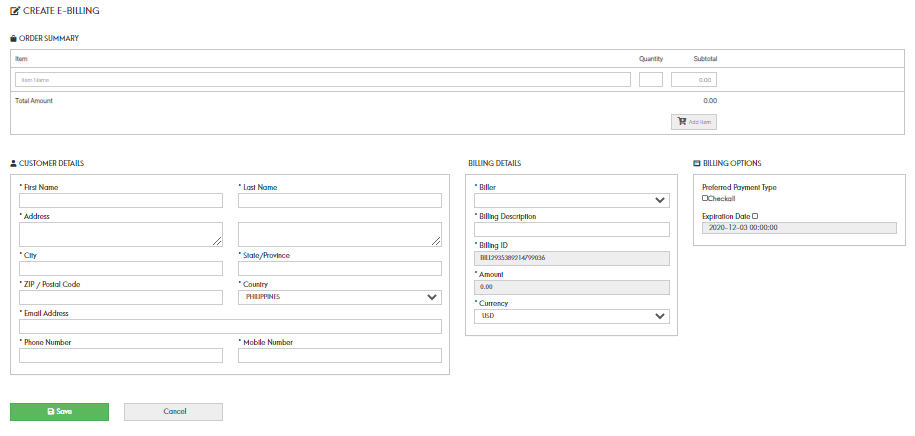 CREATE E-BILLING
ORDER SUMMARY
Item Quantity Subtotal
Item Name 0.00
Total Amount 0.00
Add Item
CUSTOMER DETAILS
* First Name * Last Name
* Address
* City * State/Province
* ZIP / Postal Code * Country
PHILIPPINES
* Email Address
* Phone Number * Mobile Number
BILLING DETAILS
* Biller
* Billing Description
* Billing ID
BILL2935389214799036
* Amount
0.00
* Currency
USD
BILLING OPTIONS
Preferred Payment Type
Checkall
Expiration Date
2020-12-03 00:00:00
Save Cancel